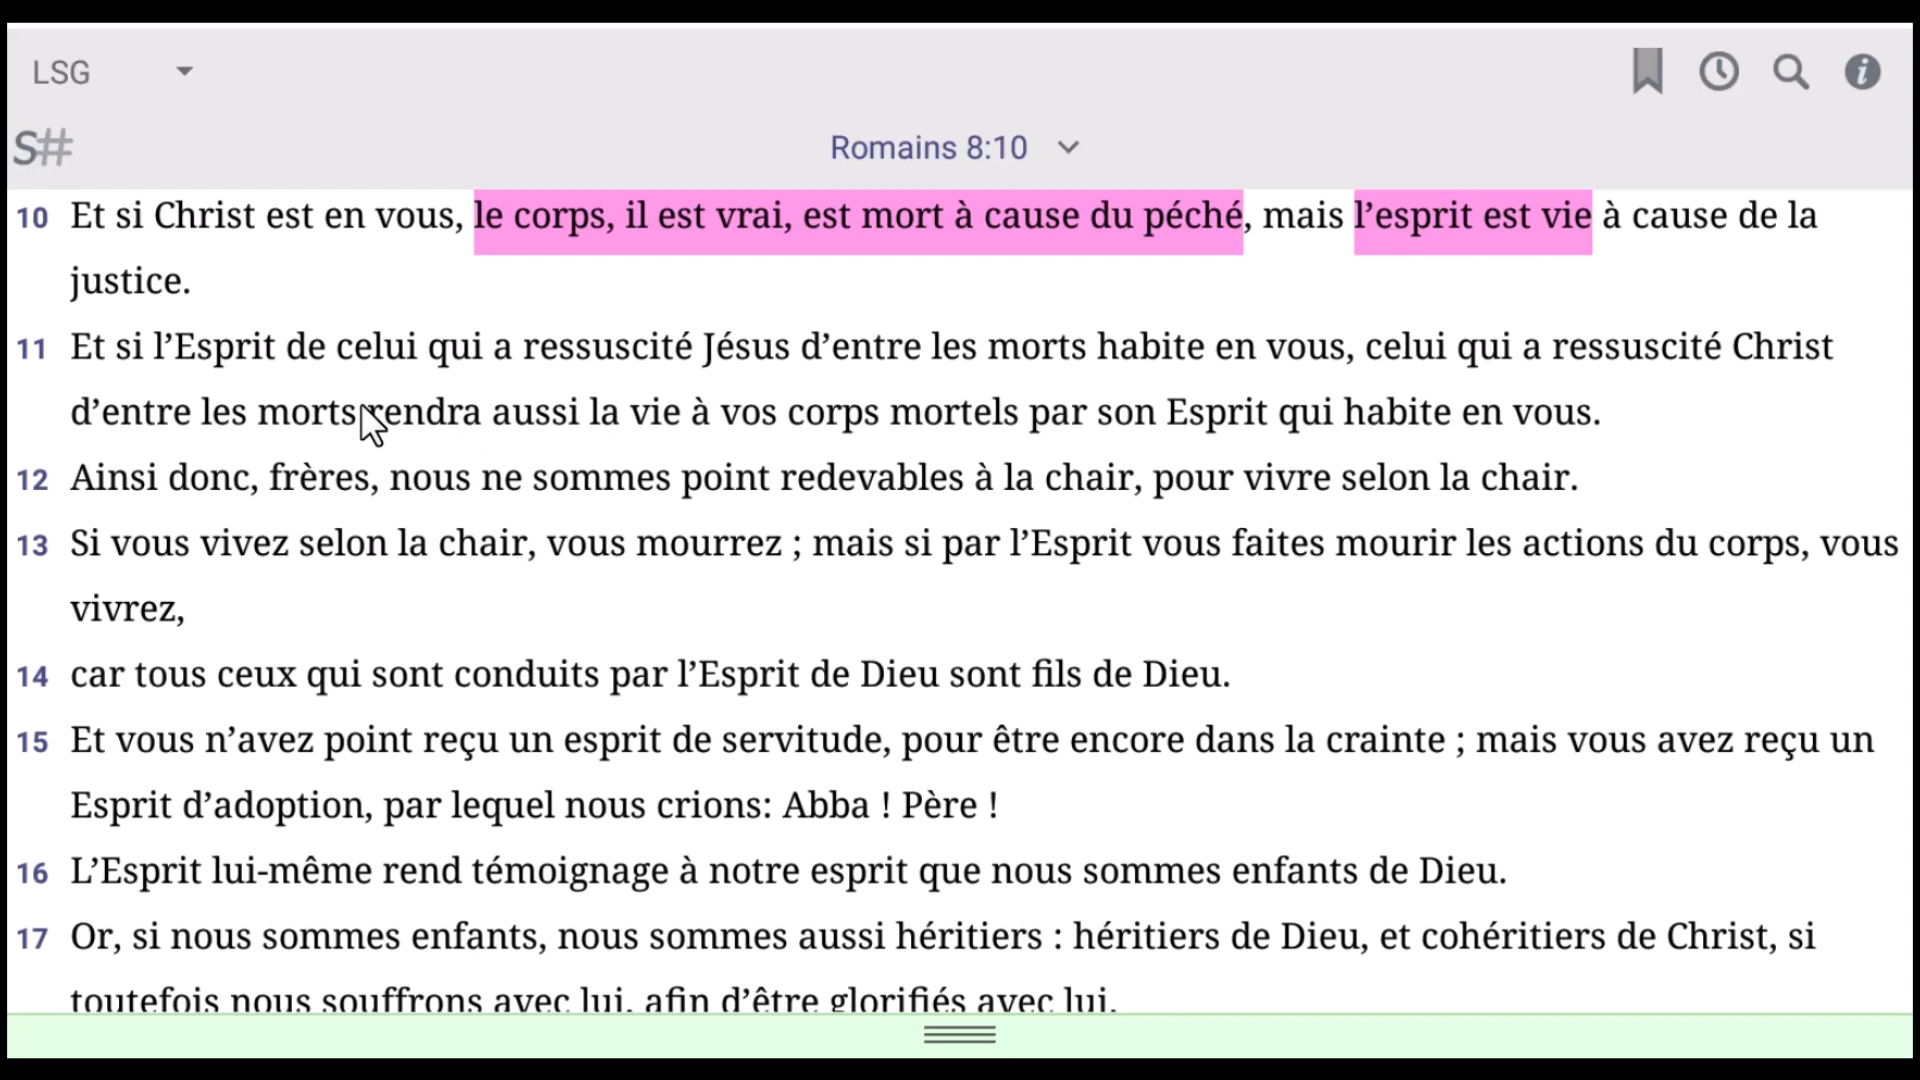 LSG
S#
Romains 8:10
10 Et si Christ est en vous, le corps, il est vrai, est mort à cause du péché, mais l’esprit est vie à cause de la
justice.
11 Et si l’Esprit de celui qui a ressuscité Jésus d’entre les morts habite en vous, celui qui a ressuscité Christ
d’entre les morts rendra aussi la vie à vos corps mortels par son Esprit qui habite en vous.
12 Ainsi donc, frères, nous ne sommes point redevables à la chair, pour vivre selon la chair.
13 Si vous vivez selon la chair, vous mourrez ; mais si par l’Esprit vous faites mourir les actions du corps, vous
vivrez,
14 car tous ceux qui sont conduits par l’Esprit de Dieu sont fils de Dieu.
15 Et vous n’avez point reçu un esprit de servitude, pour être encore dans la crainte ; mais vous avez reçu un
Esprit d’adoption, par lequel nous crions: Abba ! Père !
16 L’Esprit lui-même rend témoignage à notre esprit que nous sommes enfants de Dieu.
17 Or, si nous sommes enfants, nous sommes aussi héritiers : héritiers de Dieu, et cohéritiers de Christ, si
toutefois nous souffrons avec lui, afin d’être glorifiés avec lui.